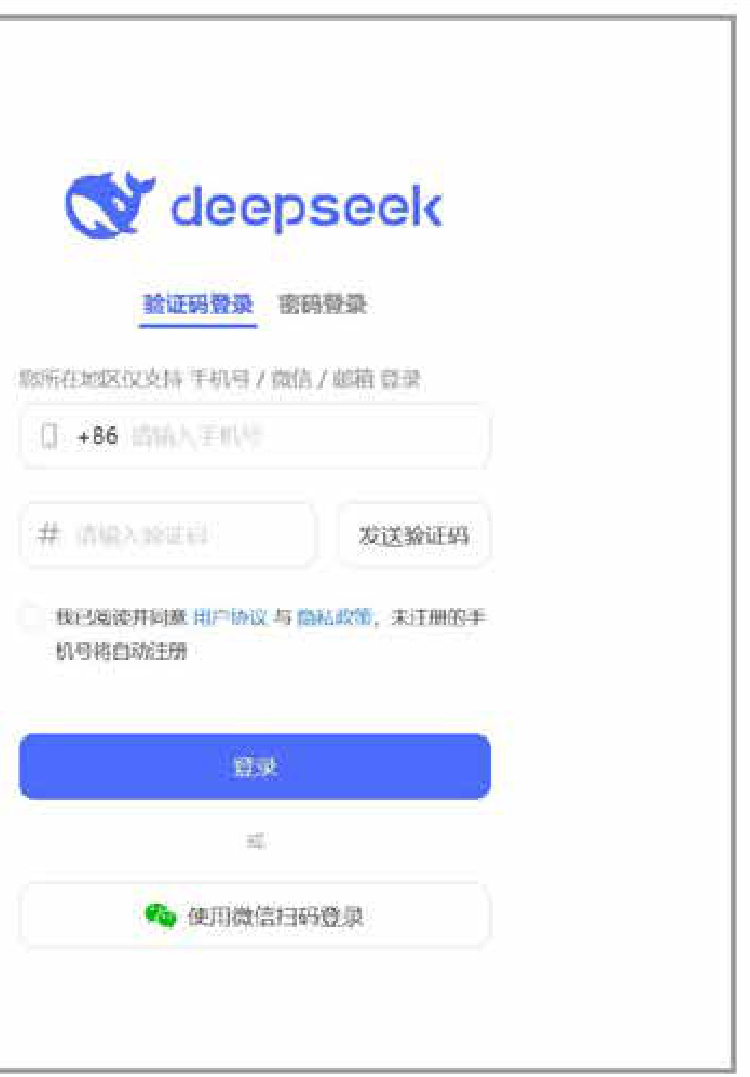 deepseek
验证码登录 密码登录
您所在地区仅支持 手机号 / 微信 / 邮箱 登录
+86 请输入手机号
# 请输入验证码 发送验证码
我已阅读并同意 用户协议 与 隐私政策，未注册的手
机号将自动注册
登录
或
使用微信扫码登录